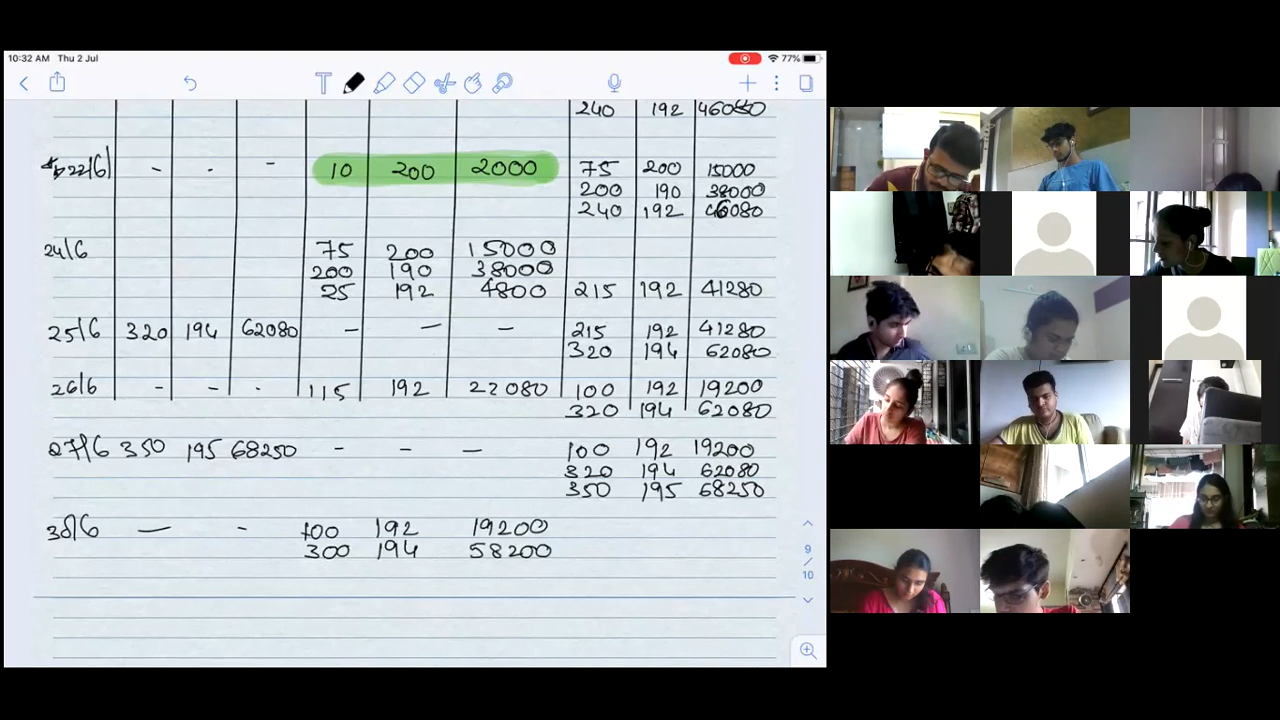 10:32 AM Thu 2 Jul 77%
T
240 192 46080
22/6 - - - 10 200 2000 75 200 15000
200 190 38000
240 192 46080
24/6 75 200 15000
200 190 38000
25 192 4800 215 192 41280
25/6 320 194 62080 - - - 215 192 41280
320 194 62080
26/6 - - - 115 192 22080 100 192 19200
320 194 62080
27/6 350 195 68250 - - - 100 192 19200
320 194 62080
350 195 68250
30/6 - - 100 192 19200
300 194 58200
9
/
10